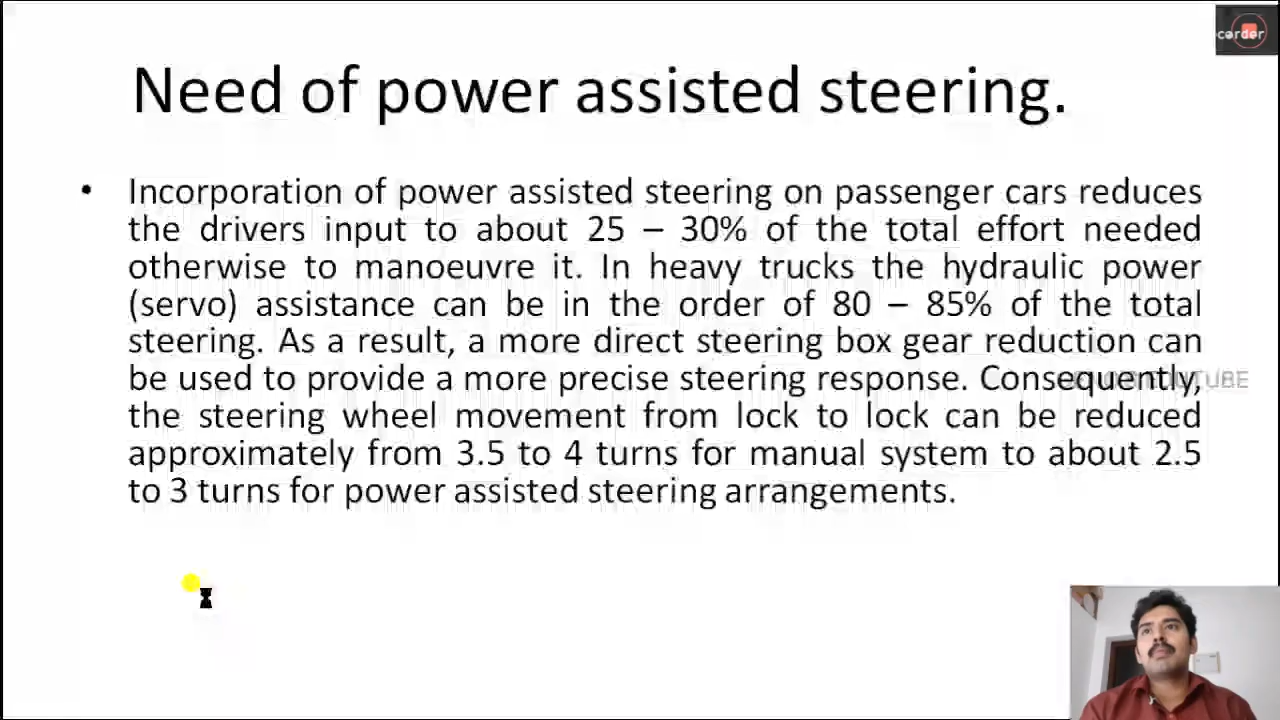 corder
Need of power assisted steering.
• Incorporation of power assisted steering on passenger cars reduces
the drivers input to about 25 – 30% of the total effort needed
otherwise to manoeuvre it. In heavy trucks the hydraulic power
(servo) assistance can be in the order of 80 – 85% of the total
steering. As a result, a more direct steering box gear reduction can
be used to provide a more precise steering response. Consequently,
the steering wheel movement from lock to lock can be reduced
approximately from 3.5 to 4 turns for manual system to about 2.5
to 3 turns for power assisted steering arrangements.